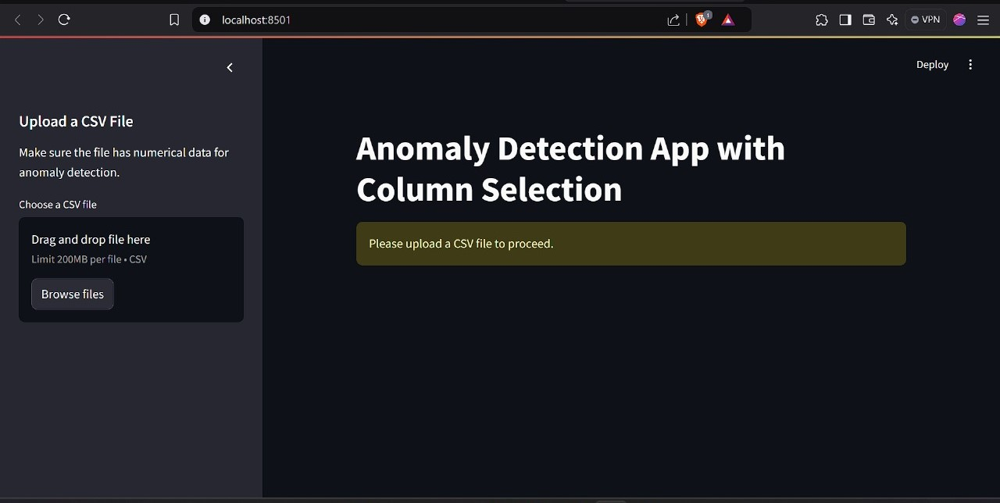 localhost:8501
1
VPN
Deploy
Upload a CSV File
Make sure the file has numerical data for
anomaly detection.
Choose a CSV file
Drag and drop file here
Limit 200MB per file • CSV
Browse files
Anomaly Detection App with
Column Selection
Please upload a CSV file to proceed.